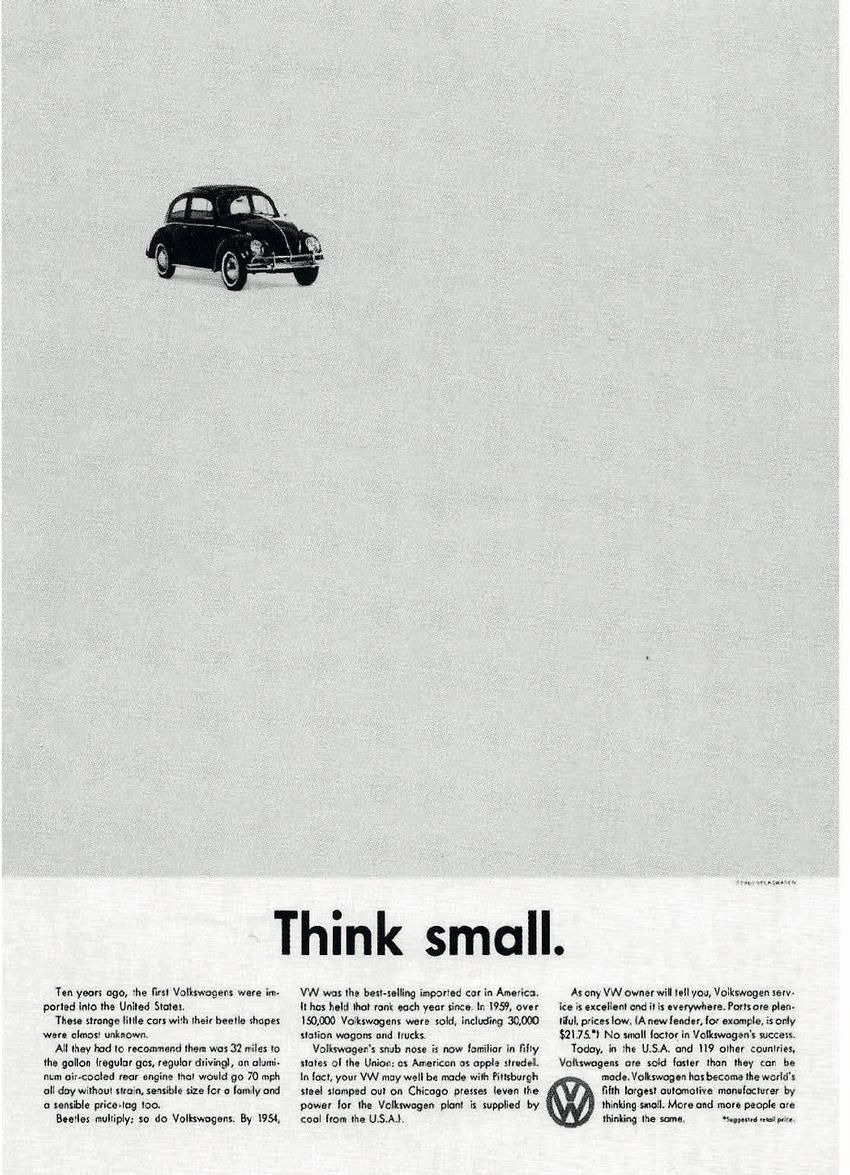 © 1960 VOLKSWAGEN
Think small.
Ten years ago, the first Volkswagens were im-
ported into the United States.
These strange little cars with their beetle shapes
were almost unknown.
All they had to recommend them was 32 miles to
the gallon (regular gas, regular driving), an alumi-
num air-cooled rear engine that would go 70 mph
all day without strain, sensible size for a family and
a sensible price-tag too.
Beetles multiply; so do Volkswagens. By 1954,
VW was the best-selling imported car in America.
It has held that rank each year since. In 1959, over
150,000 Volkswagens were sold, including 30,000
station wagons and trucks.
Volkswagen's snub nose is now familiar in fifty
states of the Union; as American as apple strudel.
In fact, your VW may well be made with Pittsburgh
steel stamped out on Chicago presses (even the
power for the Volkswagen plant is supplied by
coal from the U.S.A.).
As any VW owner will tell you, Volkswagen serv-
ice is excellent and it is everywhere. Parts are plen-
tiful, prices low. (A new fender, for example, is only
$21.75.*) No small factor in Volkswagen's success.
Today, in the U.S.A. and 119 other countries,
Volkswagens are sold faster than they can be
made. Volkswagen has become the world's
fifth largest automotive manufacturer by
thinking small. More and more people are
thinking the same.
*Suggested retail price.
VW